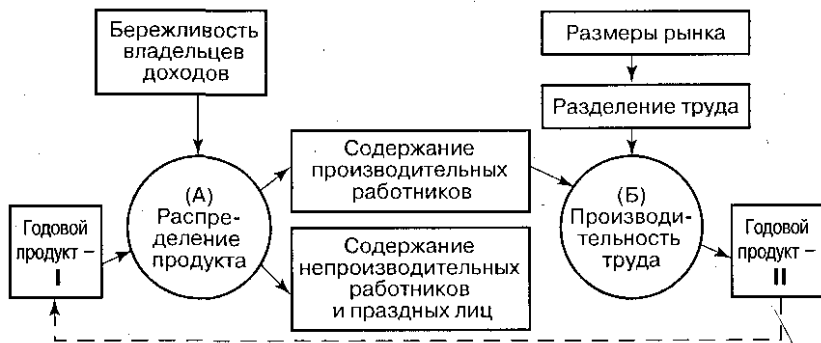 Бережливость
владельцев
доходов
Размеры рынка
Разделение труда
Содержание
производительных
работников
(А)
Распре-
деление
продукта
(Б)
Производи-
тельность
труда
Годовой
продукт –
I
Содержание
непроизводительных
работников
и праздных лиц
Годовой
продукт –
II